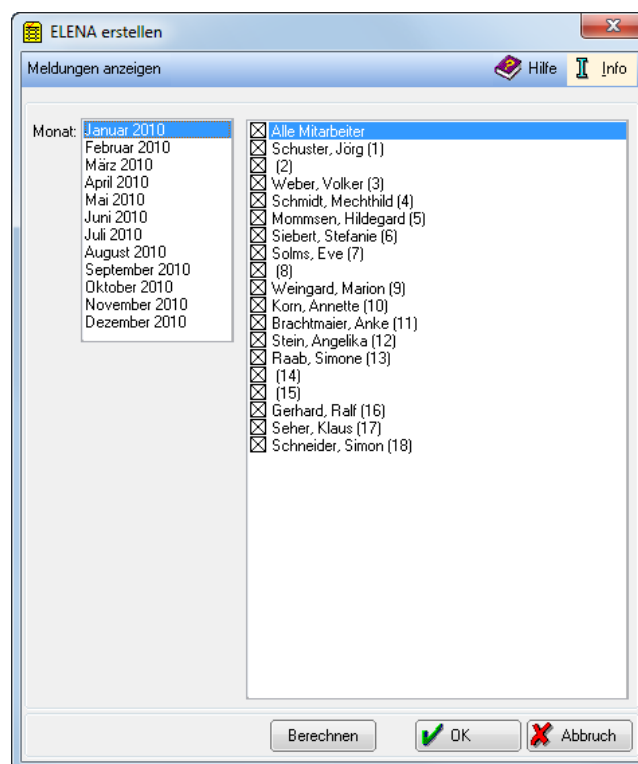 ELENA erstellen
Meldungen anzeigen
Hilfe
Info
Monat:
Januar 2010
Februar 2010
März 2010
April 2010
Mai 2010
Juni 2010
Juli 2010
August 2010
September 2010
Oktober 2010
November 2010
Dezember 2010
Alle Mitarbeiter
Schuster, Jörg (1)
(2)
Weber, Volker (3)
Schmidt, Mechthild (4)
Mommsen, Hildegard (5)
Siebert, Stefanie (6)
Solms, Eve (7)
(8)
Weingard, Marion (9)
Korn, Annette (10)
Brachtmaier, Anke (11)
Stein, Angelika (12)
Raab, Simone (13)
(14)
(15)
Gerhard, Ralf (16)
Seher, Klaus (17)
Schneider, Simon (18)
Berechnen
OK
Abbruch